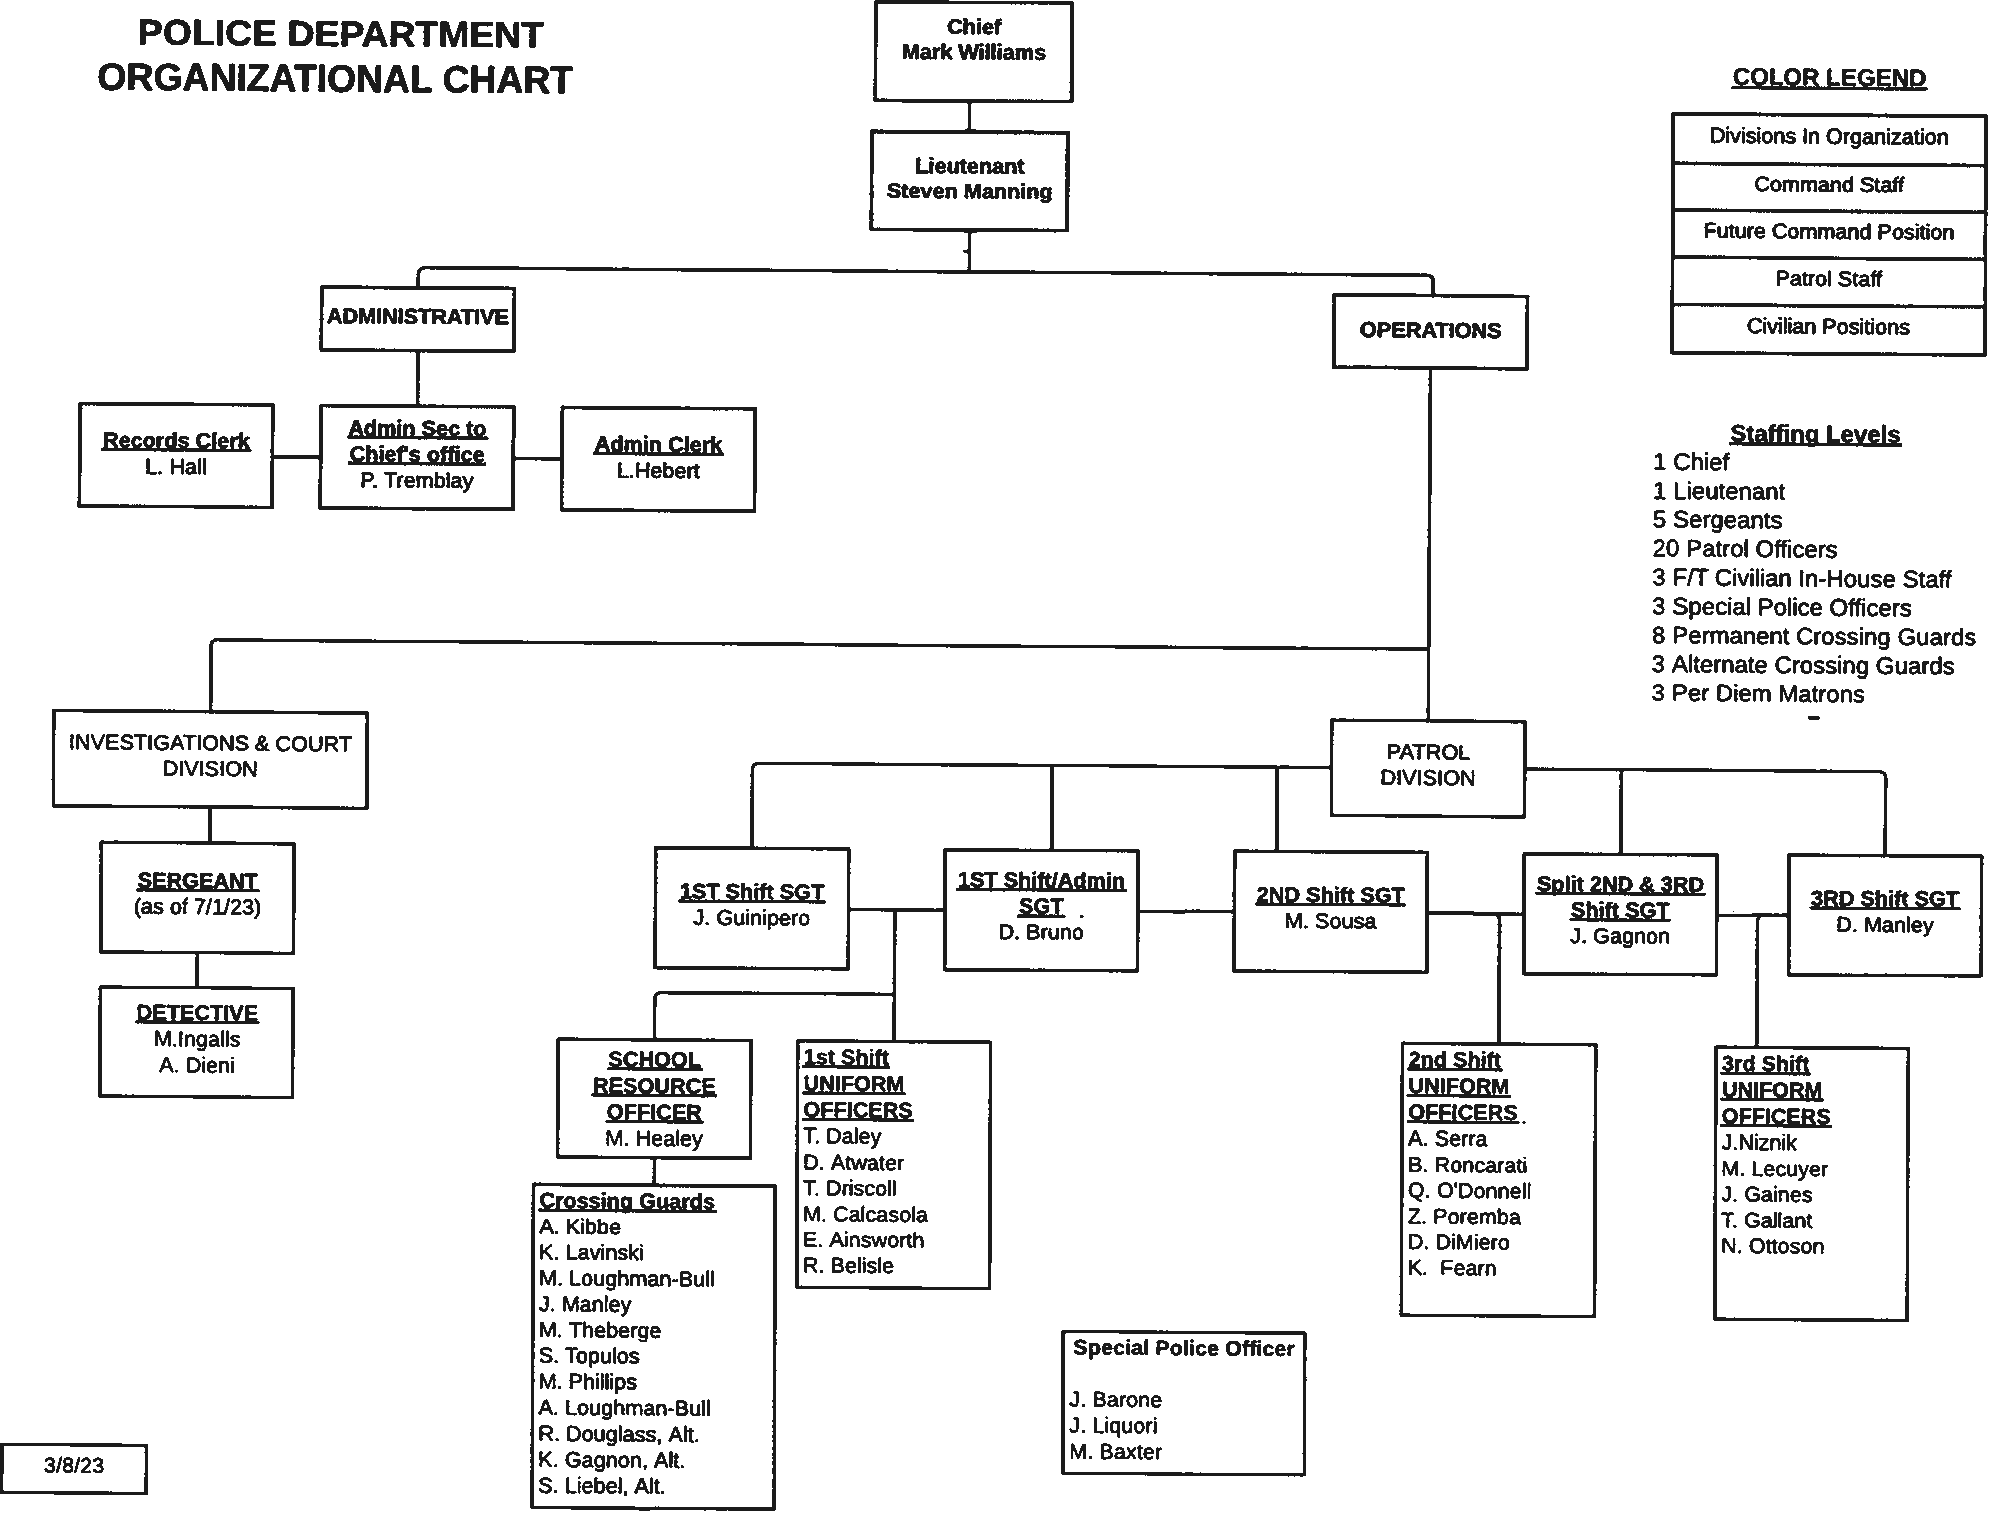 POLICE DEPARTMENT
ORGANIZATIONAL CHART
Chief
Mark Williams
Lieutenant
Steven Manning
COLOR LEGEND
Divisions In Organization
Command Staff
Future Command Position
Patrol Staff
Civilian Positions
ADMINISTRATIVE
OPERATIONS
Records Clerk
L. Hall
Admin Sec to
Chief's office
P. Tremblay
Admin Clerk
L.Hebert
Staffing Levels
1 Chief
1 Lieutenant
5 Sergeants
20 Patrol Officers
3 F/T Civilian In-House Staff
3 Special Police Officers
8 Permanent Crossing Guards
3 Alternate Crossing Guards
3 Per Diem Matrons
INVESTIGATIONS & COURT
DIVISION
PATROL
DIVISION
SERGEANT
(as of 7/1/23)
DETECTIVE
M.Ingalls
A. Dieni
1ST Shift SGT
J. Guinipero
1ST Shift/Admin
SGT
D. Bruno
2ND Shift SGT
M. Sousa
Split 2ND & 3RD
Shift SGT
J. Gagnon
3RD Shift SGT
D. Manley
SCHOOL
RESOURCE
OFFICER
M. Healey
Crossing Guards
A. Kibbe
K. Lavinski
M. Loughman-Bull
J. Manley
M. Theberge
S. Topulos
M. Phillips
A. Loughman-Bull
R. Douglass, Alt.
K. Gagnon, Alt.
S. Liebel, Alt.
1st Shift
UNIFORM
OFFICERS
T. Daley
D. Atwater
T. Driscoll
M. Calcasola
E. Ainsworth
R. Belisle
2nd Shift
UNIFORM
OFFICERS
A. Serra
B. Roncarati
Q. O'Donnell
Z. Poremba
D. DiMiero
K. Fearn
3rd Shift
UNIFORM
OFFICERS
J.Niznik
M. Lecuyer
J. Gaines
T. Gallant
N. Ottoson
Special Police Officer
J. Barone
J. Liquori
M. Baxter
3/8/23